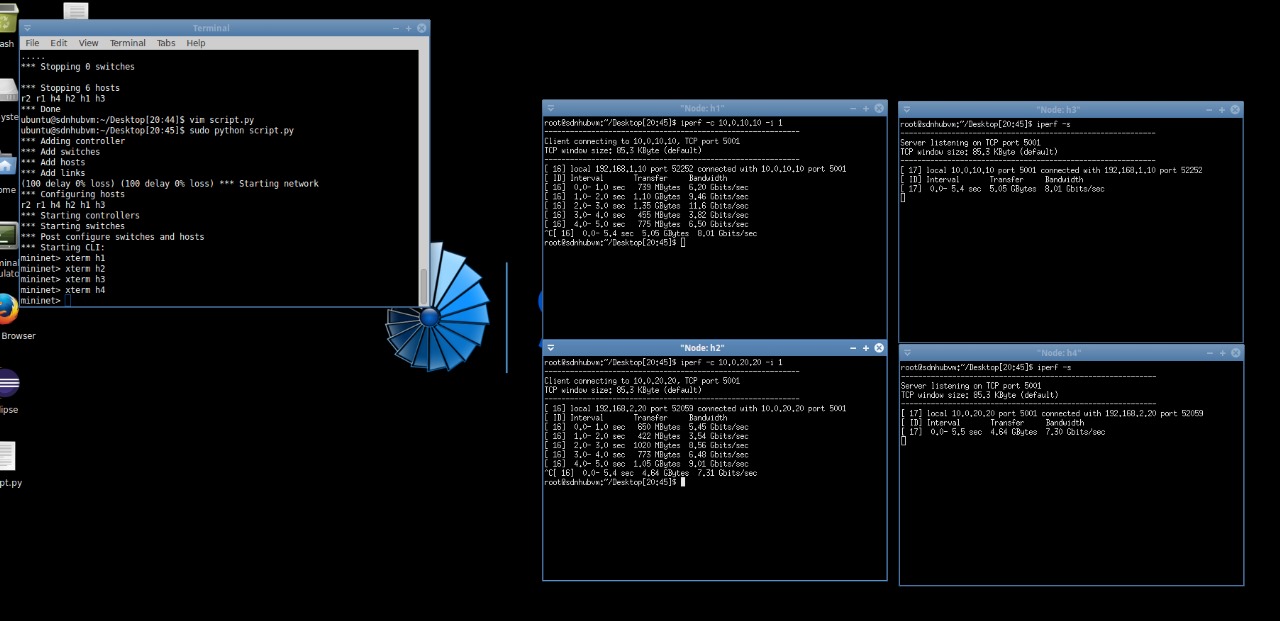 ash
yste
ome
minal
ulato
Browser
lipse
pt.py
Terminal
File Edit View Terminal Tabs Help
.....
*** Stopping 0 switches
*** Stopping 6 hosts
r2 r1 h4 h2 h1 h3
*** Done
ubuntu@sdnhubvm:~/Desktop[20:44]$ vim script.py
ubuntu@sdnhubvm:~/Desktop[20:45]$ sudo python script.py
*** Adding controller
*** Add switches
*** Add hosts
*** Add links
(100 delay 0% loss) (100 delay 0% loss) *** Starting network
*** Configuring hosts
r2 r1 h4 h2 h1 h3
*** Starting controllers
*** Starting switches
*** Post configure switches and hosts
*** Starting CLI:
mininet> xterm h1
mininet> xterm h2
mininet> xterm h3
mininet> xterm h4
mininet>
"Node: h1"
root@sdnhubvm:~/Desktop[20:45]$ iperf -c 10.0.10.10 -i 1
------------------------------------------------------------
Client connecting to 10.0.10.10, TCP port 5001
TCP window size: 85.3 KByte (default)
------------------------------------------------------------
[ 16] local 192.168.1.10 port 52252 connected with 10.0.10.10 port 5001
[ ID] Interval Transfer Bandwidth
[ 16] 0.0- 1.0 sec 739 MBytes 6.20 Gbits/sec
[ 16] 1.0- 2.0 sec 1.10 GBytes 9.46 Gbits/sec
[ 16] 2.0- 3.0 sec 1.35 GBytes 11.6 Gbits/sec
[ 16] 3.0- 4.0 sec 455 MBytes 3.82 Gbits/sec
[ 16] 4.0- 5.0 sec 775 MBytes 6.50 Gbits/sec
^C[ 16] 0.0- 5.4 sec 5.05 GBytes 8.01 Gbits/sec
root@sdnhubvm:~/Desktop[20:45]$
"Node: h3"
root@sdnhubvm:~/Desktop[20:45]$ iperf -s
------------------------------------------------------------
Server listening on TCP port 5001
TCP window size: 85.3 KByte (default)
------------------------------------------------------------
[ 17] local 10.0.10.10 port 5001 connected with 192.168.1.10 port 52252
[ ID] Interval Transfer Bandwidth
[ 17] 0.0- 5.4 sec 5.05 GBytes 8.01 Gbits/sec
"Node: h2"
root@sdnhubvm:~/Desktop[20:45]$ iperf -c 10.0.20.20 -i 1
------------------------------------------------------------
Client connecting to 10.0.20.20, TCP port 5001
TCP window size: 85.3 KByte (default)
------------------------------------------------------------
[ 16] local 192.168.2.20 port 52059 connected with 10.0.20.20 port 5001
[ ID] Interval Transfer Bandwidth
[ 16] 0.0- 1.0 sec 650 MBytes 5.45 Gbits/sec
[ 16] 1.0- 2.0 sec 422 MBytes 3.54 Gbits/sec
[ 16] 2.0- 3.0 sec 1020 MBytes 8.56 Gbits/sec
[ 16] 3.0- 4.0 sec 773 MBytes 6.48 Gbits/sec
[ 16] 4.0- 5.0 sec 1.05 GBytes 9.01 Gbits/sec
^C[ 16] 0.0- 5.4 sec 4.64 GBytes 7.31 Gbits/sec
root@sdnhubvm:~/Desktop[20:45]$
"Node: h4"
root@sdnhubvm:~/Desktop[20:45]$ iperf -s
------------------------------------------------------------
Server listening on TCP port 5001
TCP window size: 85.3 KByte (default)
------------------------------------------------------------
[ 17] local 10.0.20.20 port 5001 connected with 192.168.2.20 port 52059
[ ID] Interval Transfer Bandwidth
[ 17] 0.0- 5.5 sec 4.64 GBytes 7.30 Gbits/sec